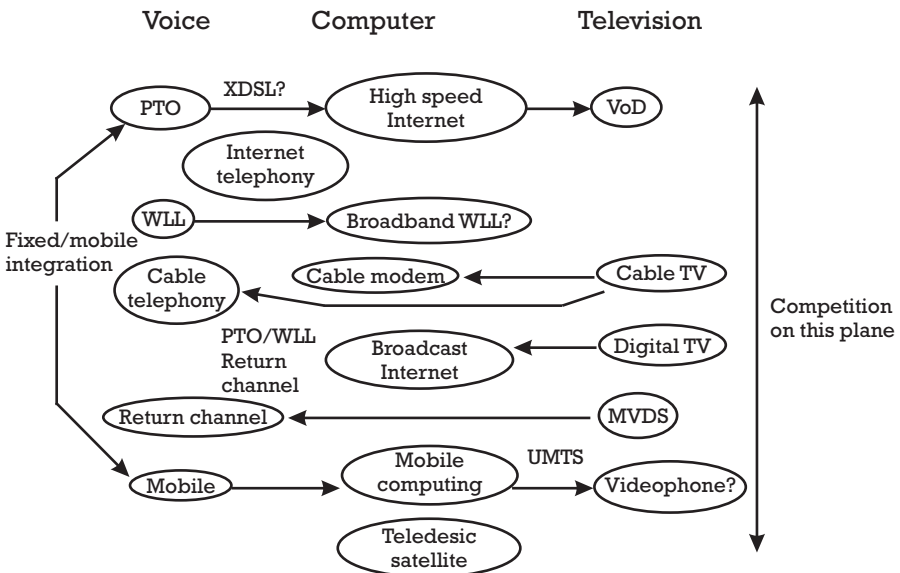 Voice
Computer
Television
PTO
XDSL?
High speed
Internet
VoD
Internet
telephony
WLL
Broadband WLL?
Fixed/mobile
integration
Cable
telephony
Cable modem
Cable TV
Competition
on this plane
PTO/WLL
Return
channel
Broadcast
Internet
Digital TV
Return channel
MVDS
Mobile
Mobile
computing
UMTS
Videophone?
Teledesic
satellite